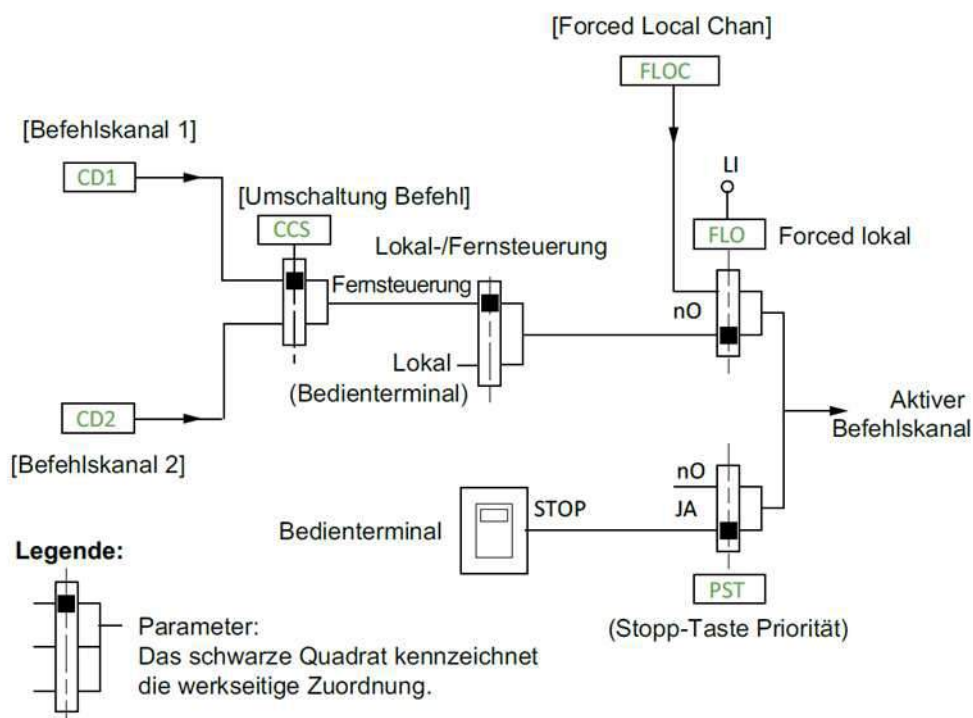 [Forced Local Chan]
FLOC
[Befehlskanal 1]
CD1
[Umschaltung Befehl]
CCS
Lokal-/Fernsteuerung
Fernsteuerung
LI
FLO
Forced lokal
nO
Lokal
(Bedienterminal)
CD2
[Befehlskanal 2]
Aktiver
Befehlskanal
nO
STOP
JA
Bedienterminal
PST
(Stopp-Taste Priorität)
Legende:
Parameter:
Das schwarze Quadrat kennzeichnet
die werkseitige Zuordnung.